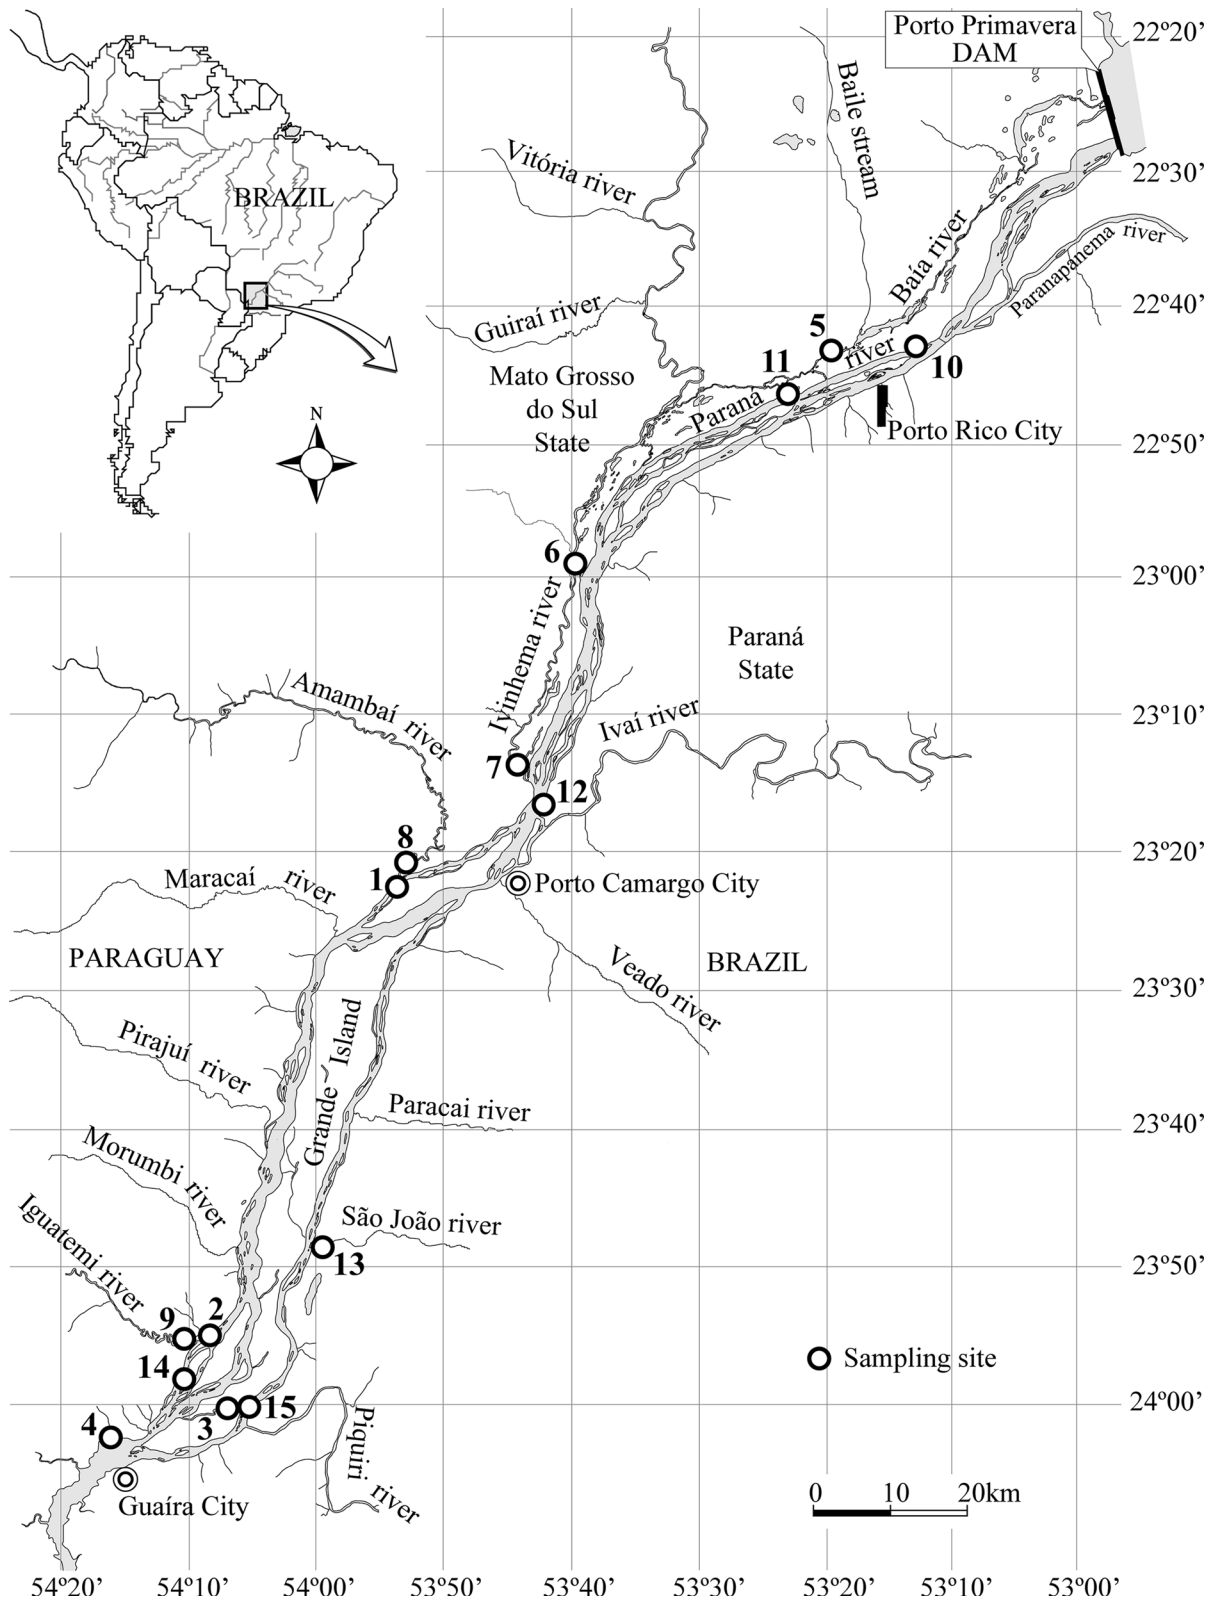 Porto Primavera
DAM
22º20’
Baile stream
Vitória river
22º30’
BRAZIL
Baía river
Paranapanema river
22º40’
Guiraí river
5
river
11
10
Mato Grosso
do Sul
State
Paraná
Porto Rico City
22º50’
N
6
23º00’
Ivinhema river
Paraná
State
Amambaí river
Ivaí river
23º10’
7
12
8
23º20’
1
Maracaí river
Porto Camargo City
PARAGUAY
BRAZIL
Veado river
23º30’
Grande Island
Pirajuí river
Paracai river
23º40’
Morumbi river
Iguatemi river
São João river
13
23º50’
9
2
14
Sampling site
15
3
24º00’
4
Piquiri river
Guaíra City
0 10 20km
54º20’ 54º10’ 54º00’ 53º50’ 53º40’ 53º30’ 53º20’ 53º10’ 53º00’